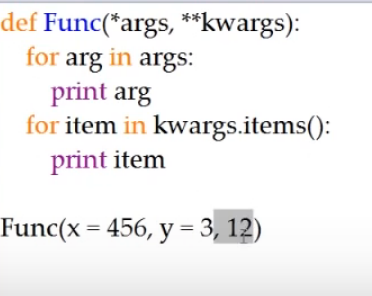 def Func(*args, **kwargs):
for arg in args:
print arg
for item in kwargs.items():
print item
Func(x = 456, y = 3, 12)